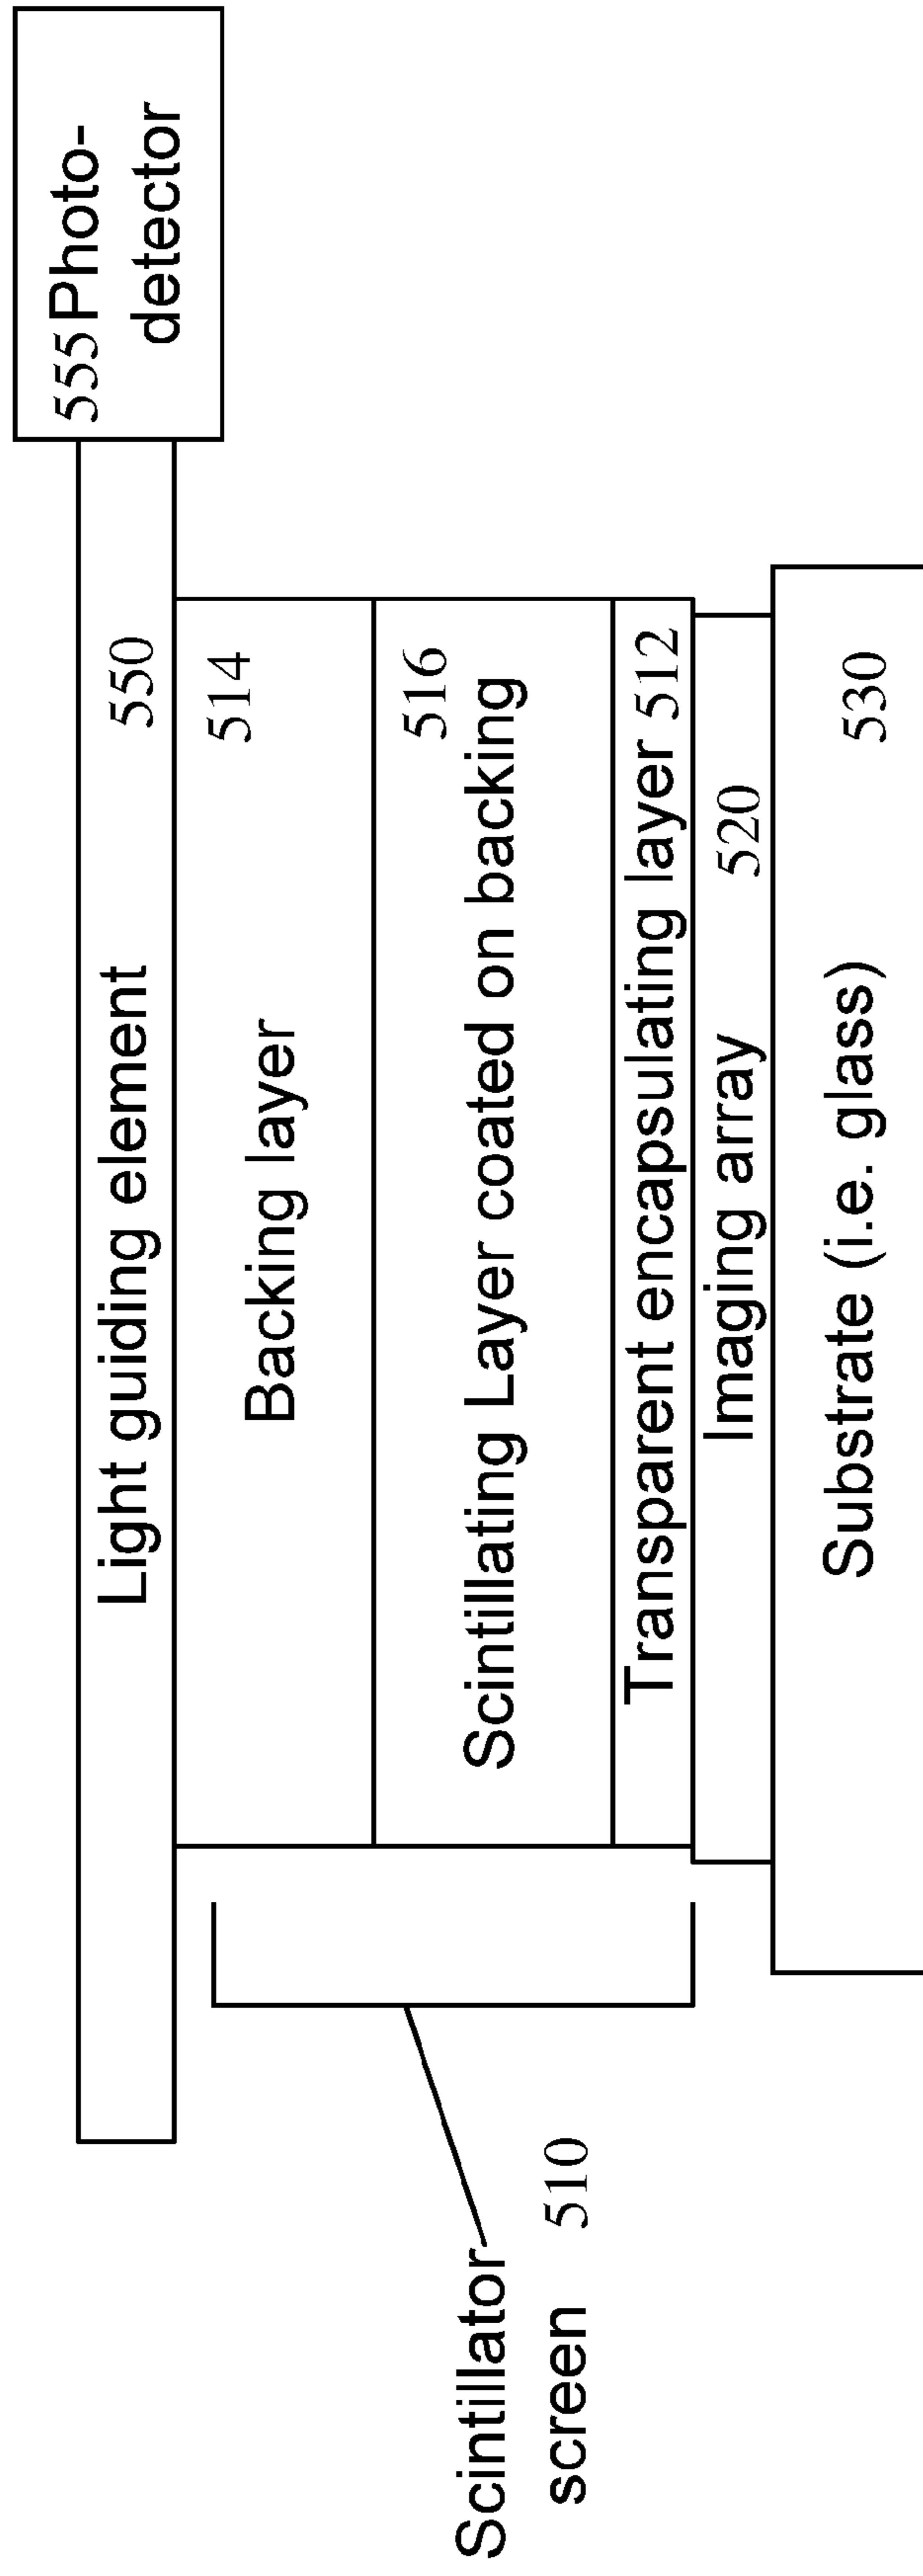 555 Photo-
detector
Light guiding element 550
514
Backing layer
516
Scintillating Layer coated on backing
Transparent encapsulating layer 512
Imaging array 520
Substrate (i.e. glass) 530
Scintillator
screen 510